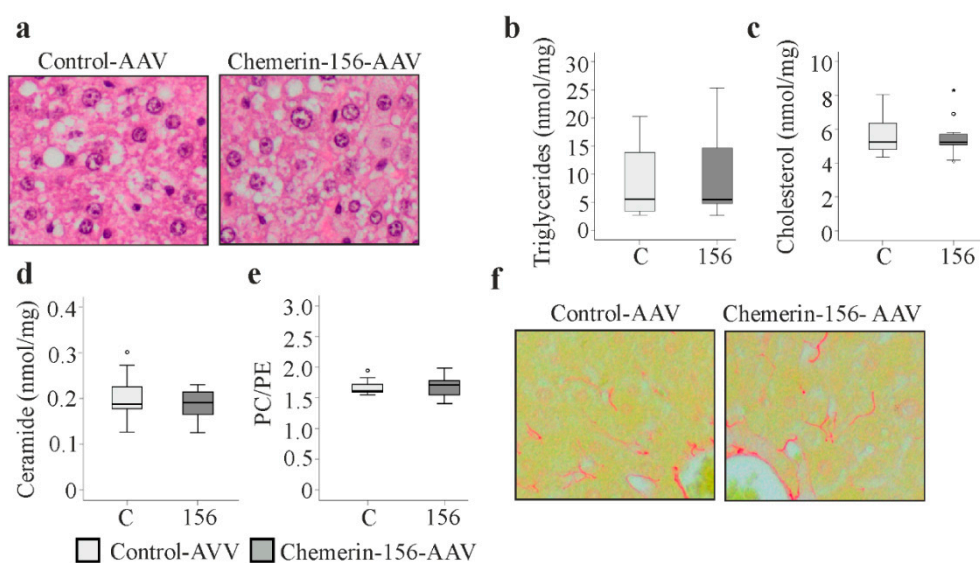 a
Control-AAV
Chemerin-156-AAV
b
Triglycerides (nmol/mg)
30
25
20
15
10
5
0
C
156
c
Cholesterol (nmol/mg)
10
8
6
4
2
0
C
156
d
Ceramide (nmol/mg)
0.4
0.3
0.2
0.1
0
C
156
e
PC/PE
3.0
2.5
2.0
1.5
1.0
0.5
0
C
156
f
Control-AAV
Chemerin-156- AAV
Control-AVV
Chemerin-156-AAV